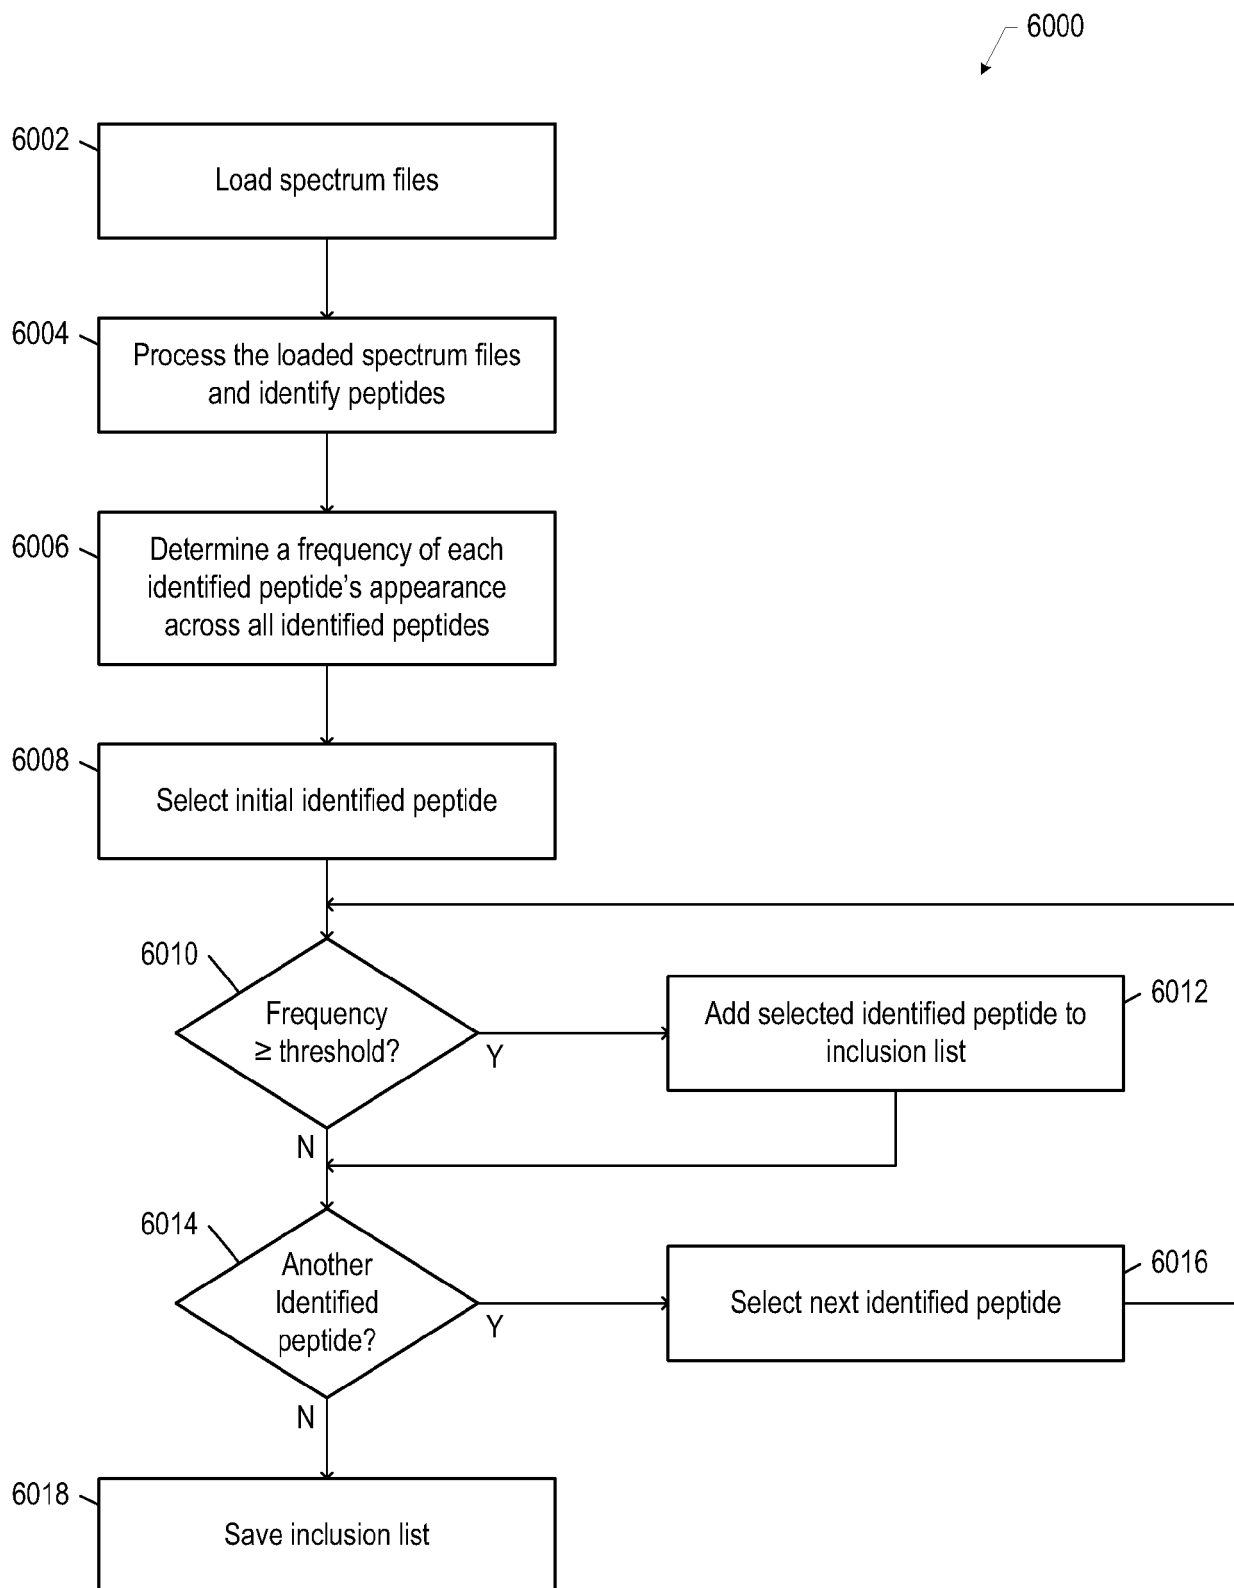 6000
6002
Load spectrum files
6004
Process the loaded spectrum files
and identify peptides
6006
Determine a frequency of each
identified peptide's appearance
across all identified peptides
6008
Select initial identified peptide
6010
Frequency
≥ threshold?
Y
N
6012
Add selected identified peptide to
inclusion list
6014
Another
Identified
peptide?
Y
N
6016
Select next identified peptide
6018
Save inclusion list